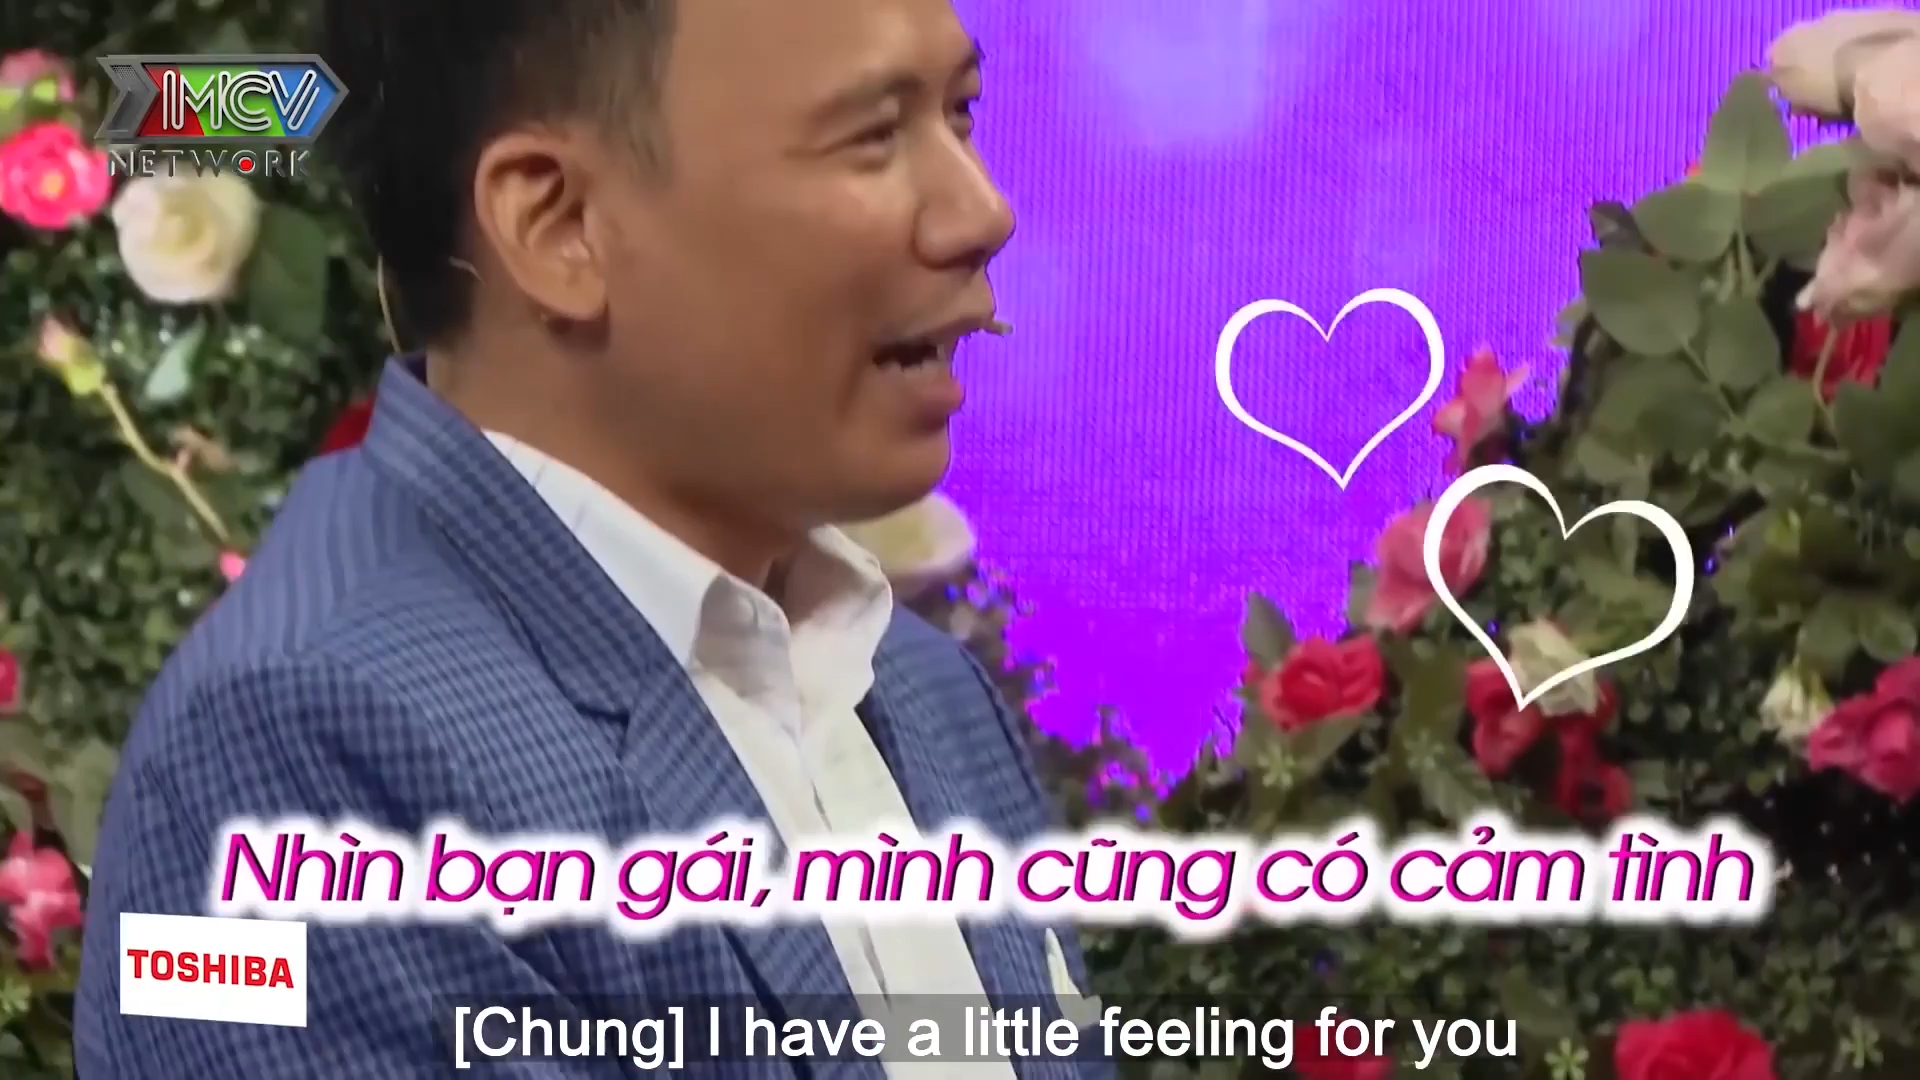 MCV
NETWORK
Nhìn bạn gái, mình cũng có cảm tình
TOSHIBA
[Chung] I have a little feeling for you